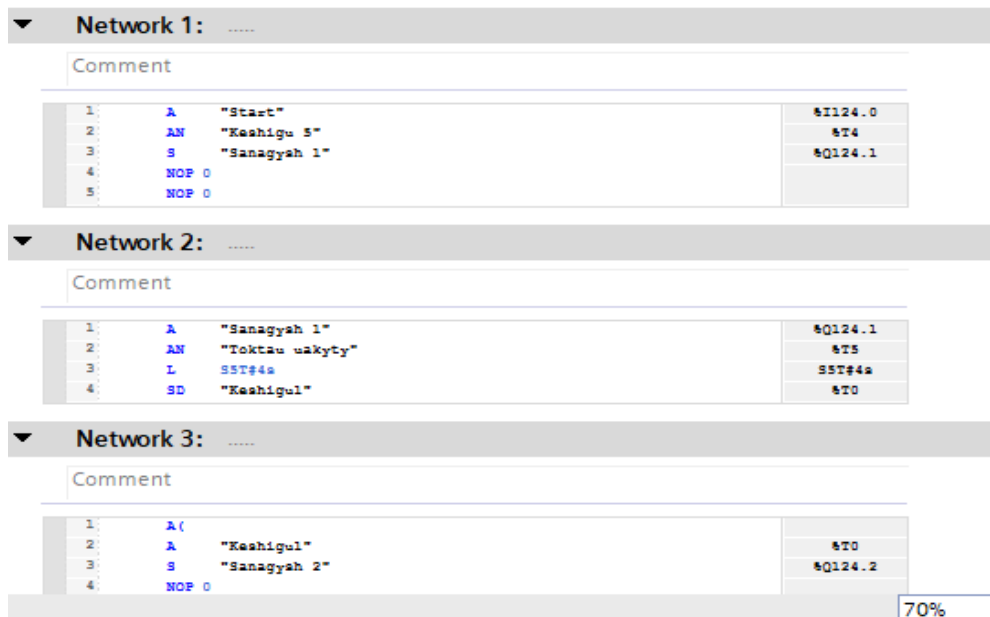 Network 1: .....
Comment
1 A "Start" %I124.0
2 AN "Keshigu 5" %T4
3 S "Sanagysh 1" %Q124.1
4 NOP 0
5 NOP 0
Network 2: .....
Comment
1 A "Sanagysh 1" %Q124.1
2 AN "Toktau uakyty" %T5
3 L S5T#4s S5T#4s
4 SD "Keshigu1" %T0
Network 3: .....
Comment
1 A(
2 A "Keshigu1" %T0
3 S "Sanagysh 2" %Q124.2
4 NOP 0
70%